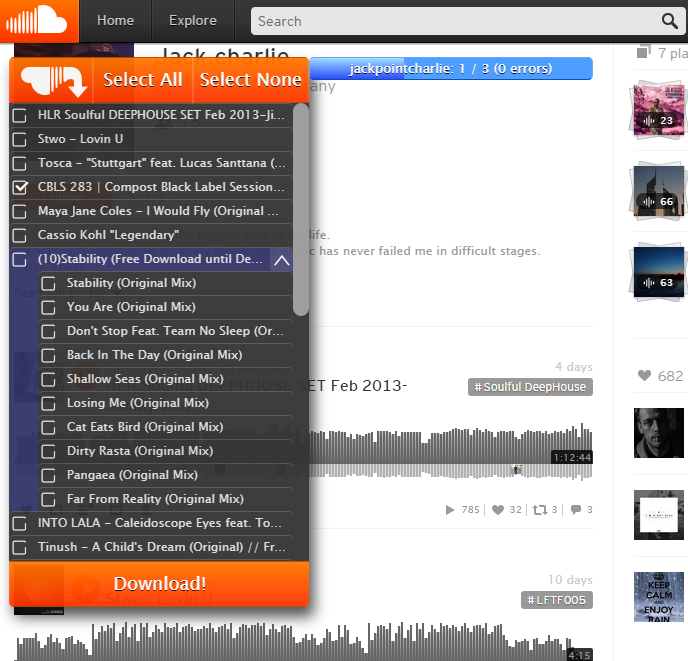 Home
Explore
Search
Jack.charlie
7 pla
Select All
Select None
jackpointcharlie: 1 / 3 (0 errors)
any
HLR Soulful DEEPHOUSE SET Feb 2013-Ji...
Stwo - Lovin U
Tosca - "Stuttgart" feat. Lucas Santtana (...
23
CBLS 283 | Compost Black Label Session...
Maya Jane Coles - I Would Fly (Original ...
66
Cassio Kohl "Legendary"
life.
(10)Stability (Free Download until De...
ic has never failed me in difficult stages.
Stability (Original Mix)
63
You Are (Original Mix)
Don't Stop Feat. Team No Sleep (Or...
Back In The Day (Original Mix)
4 days
Shallow Seas (Original Mix)
SET Feb 2013-
# Soulful DeepHouse
682
Losing Me (Original Mix)
Cat Eats Bird (Original Mix)
Dirty Rasta (Original Mix)
1:12:44
Pangaea (Original Mix)
Far From Reality (Original Mix)
785
32
3
3
INTO LALA - Caleidoscope Eyes feat. To...
Tinush - A Child's Dream (Original) // Fr...
Download!
10 days
Stwo - Lovin U
# LFTF005
KEEP
CALM
AND
ENJOY
RAIN
4:15